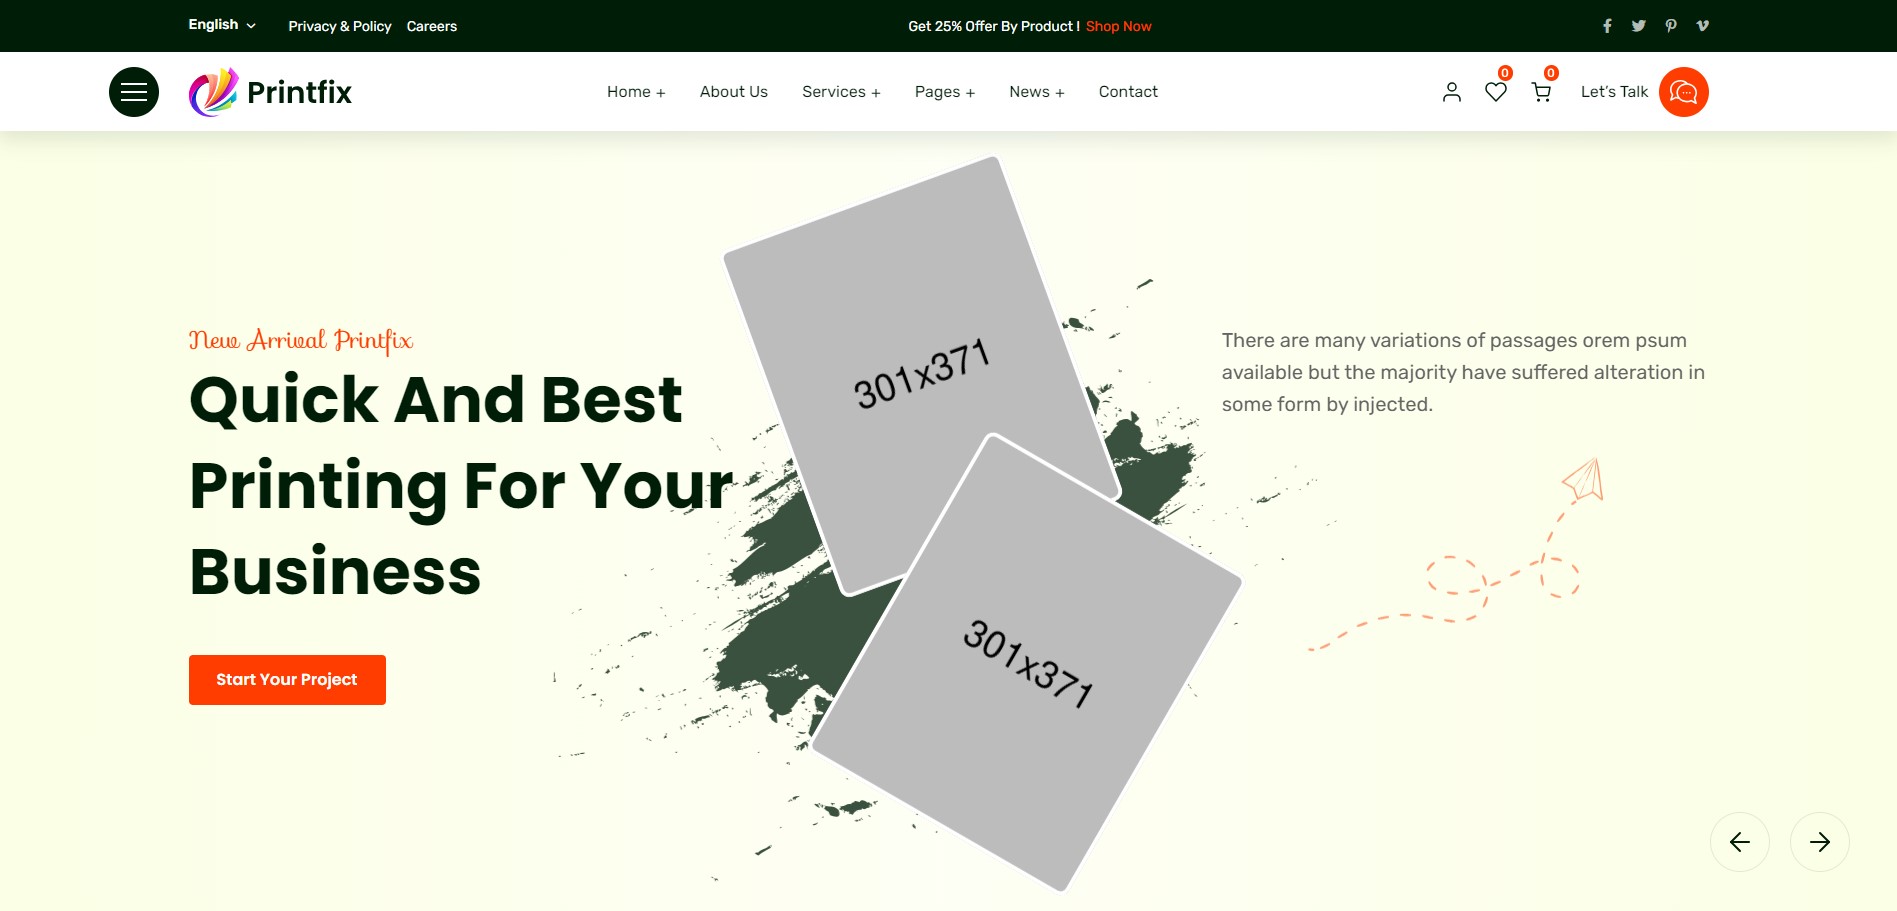 English
Privacy & Policy Careers
Get 25% Offer By Product ! Shop Now
Printfix
Home +
About Us
Services +
Pages +
News +
Contact
0
0
Let's Talk
New Arrival Printfix
Quick And Best
Printing For Your
Business
Start Your Project
301x371
301x371
There are many variations of passages orem psum
available but the majority have suffered alteration in
some form by injected.